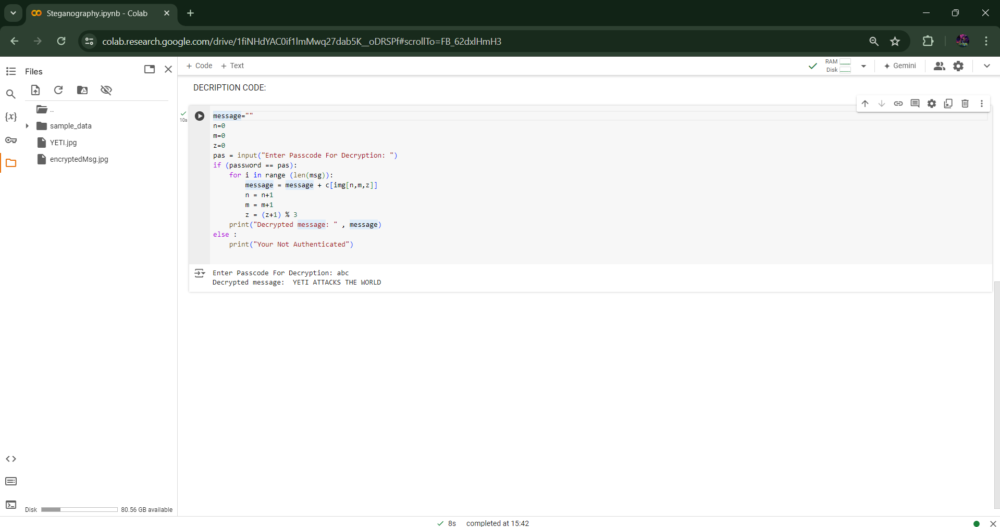 Steganography.ipynb - Colab
colab.research.google.com/drive/1fiNHdYAC0if1lmMwq27dab5K__oDRSPf#scrollTo=FB_62dxlHmH3
Files
+ Code + Text
RAM
Disk
Gemini
..
sample_data
YETI.jpg
encryptedMsg.jpg
{x}
DECRIPTION CODE:
10s
message=""
n=0
m=0
z=0
pas = input("Enter Passcode For Decryption: ")
if (password == pas):
    for i in range (len(msg)):
        message = message + c[img[n,m,z]]
        n = n+1
        m = m+1
        z = (z+1) % 3
    print("Decrypted message: " , message)
else :
    print("Your Not Authenticated")
Enter Passcode For Decryption: abc
Decrypted message:  YETI ATTACKS THE WORLD
Disk 80.56 GB available
8s completed at 15:42